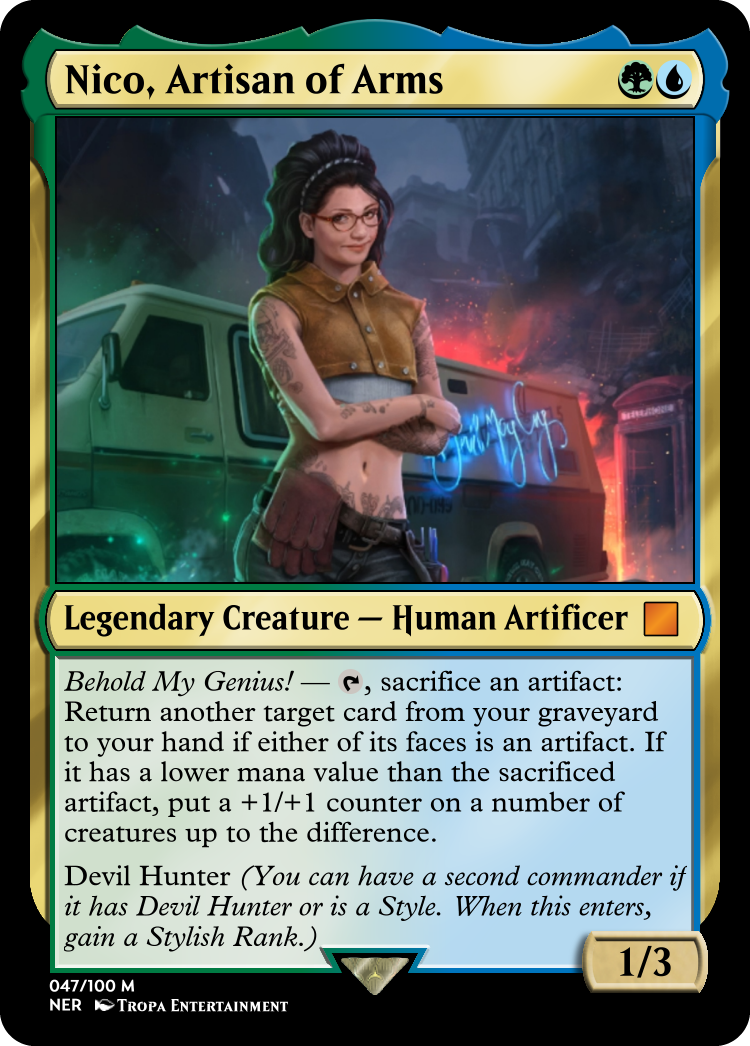 Nico, Artisan of Arms
Devil May Cry
Legendary Creature — Human Artificer
Behold My Genius! — , sacrifice an artifact:
Return another target card from your graveyard
to your hand if either of its faces is an artifact. If
it has a lower mana value than the sacrificed
artifact, put a +1/+1 counter on a number of
creatures up to the difference.
Devil Hunter (You can have a second commander if
it has Devil Hunter or is a Style. When this enters,
gain a Stylish Rank.)
1/3
047/100 M
NER Tropa Entertainment